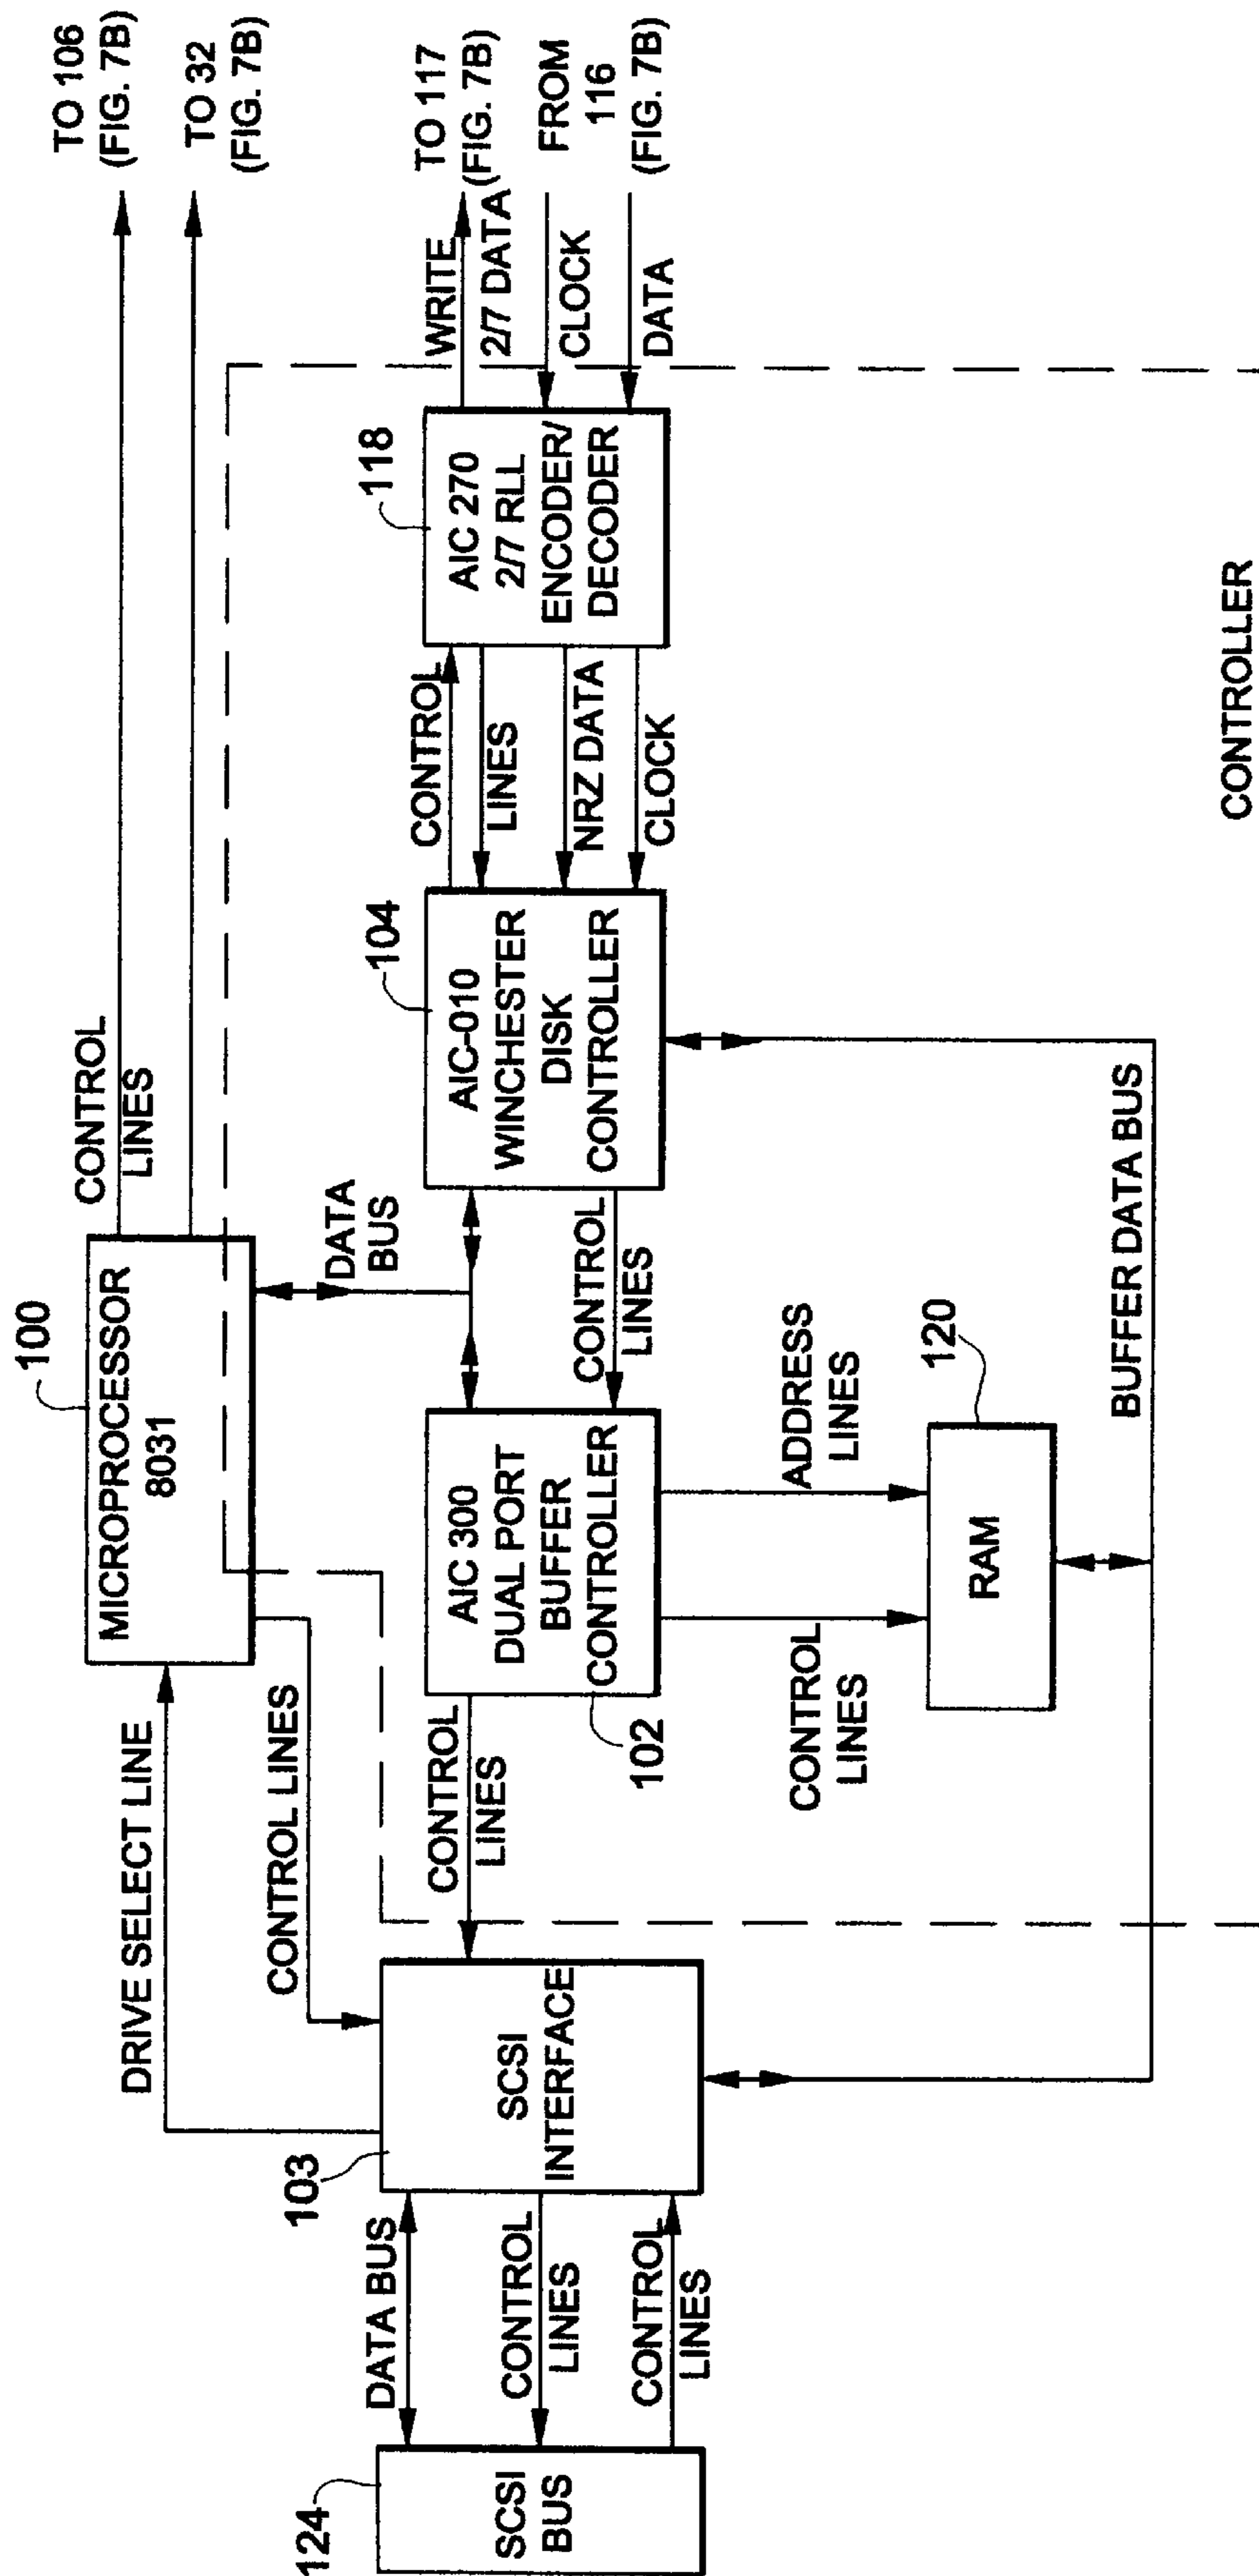 TO 106
(FIG. 7B)
TO 32
(FIG. 7B)
CONTROL
LINES
100
MICROPROCESSOR
8031
DRIVE SELECT LINE
CONTROL LINES
DATA
BUS
TO 117
(FIG. 7B)
WRITE
2/7 DATA
FROM
116
(FIG. 7B)
CLOCK
DATA
118
AIC 270
2/7 RLL
ENCODER/
DECODER
CONTROL
LINES
NRZ DATA
CLOCK
104
AIC-010
WINCHESTER
DISK
CONTROLLER
CONTROL
LINES
AIC 300
DUAL PORT
BUFFER
CONTROLLER
102
CONTROL
LINES
ADDRESS
LINES
CONTROL
LINES
120
RAM
BUFFER DATA BUS
103
SCSI
INTERFACE
DATA BUS
CONTROL
LINES
CONTROL
LINES
124
SCSI
BUS
CONTROLLER